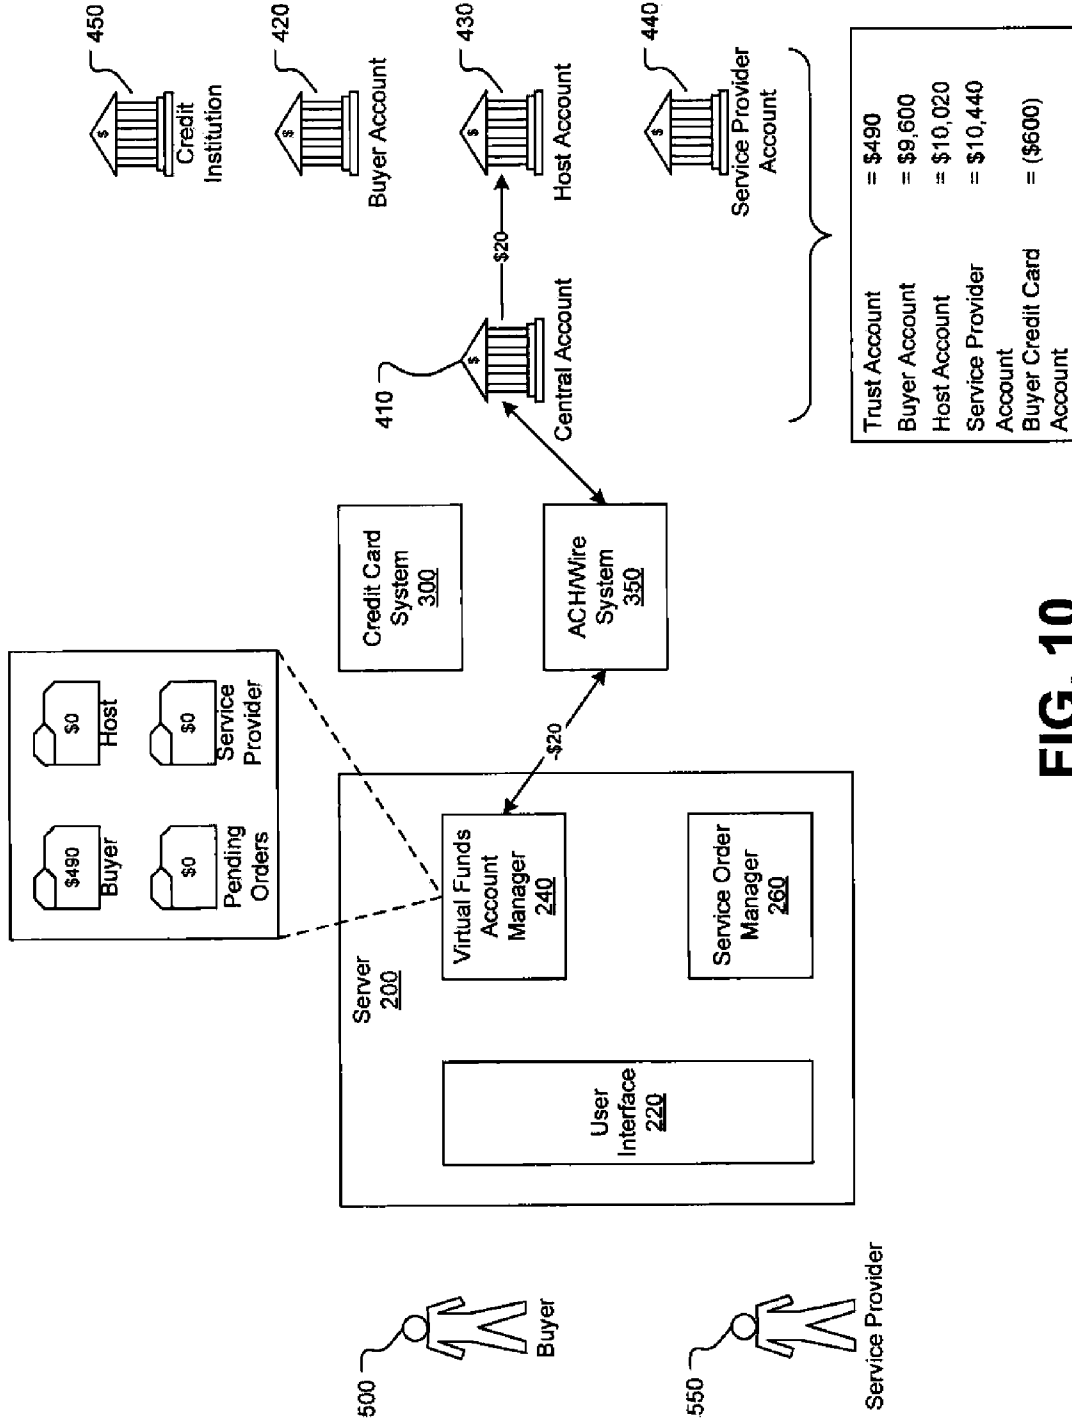 450
Credit
Institution
420
Buyer Account
430
Host Account
440
Service Provider
Account
$
$
$
$
$20
410
$
Central Account
Trust Account = $490
Buyer Account = $9,600
Host Account = $10,020
Service Provider = $10,440
Account
Buyer Credit Card = ($600)
Account
Credit Card
System
300
ACH/Wire
System
350
$0
Host
$0
Service
Provider
$490
Buyer
$0
Pending
Orders
-$20
Server
200
Virtual Funds
Account
Manager
240
Service Order
Manager
260
User
Interface
220
500
Buyer
550
Service Provider
FIG. 10